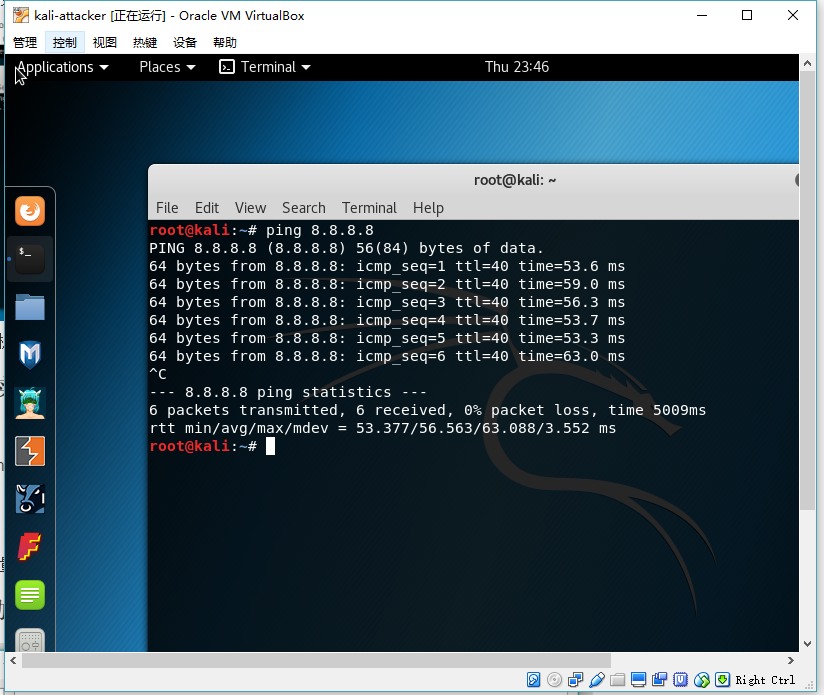 kali-attacker [正在运行] - Oracle VM VirtualBox
管理 控制 视图 热键 设备 帮助
Applications Places Terminal Thu 23:46
root@kali: ~
File Edit View Search Terminal Help
root@kali:~# ping 8.8.8.8
PING 8.8.8.8 (8.8.8.8) 56(84) bytes of data.
64 bytes from 8.8.8.8: icmp_seq=1 ttl=40 time=53.6 ms
64 bytes from 8.8.8.8: icmp_seq=2 ttl=40 time=59.0 ms
64 bytes from 8.8.8.8: icmp_seq=3 ttl=40 time=56.3 ms
64 bytes from 8.8.8.8: icmp_seq=4 ttl=40 time=53.7 ms
64 bytes from 8.8.8.8: icmp_seq=5 ttl=40 time=53.3 ms
64 bytes from 8.8.8.8: icmp_seq=6 ttl=40 time=63.0 ms
^C
--- 8.8.8.8 ping statistics ---
6 packets transmitted, 6 received, 0% packet loss, time 5009ms
rtt min/avg/max/mdev = 53.377/56.563/63.088/3.552 ms
root@kali:~#
Right Ctrl